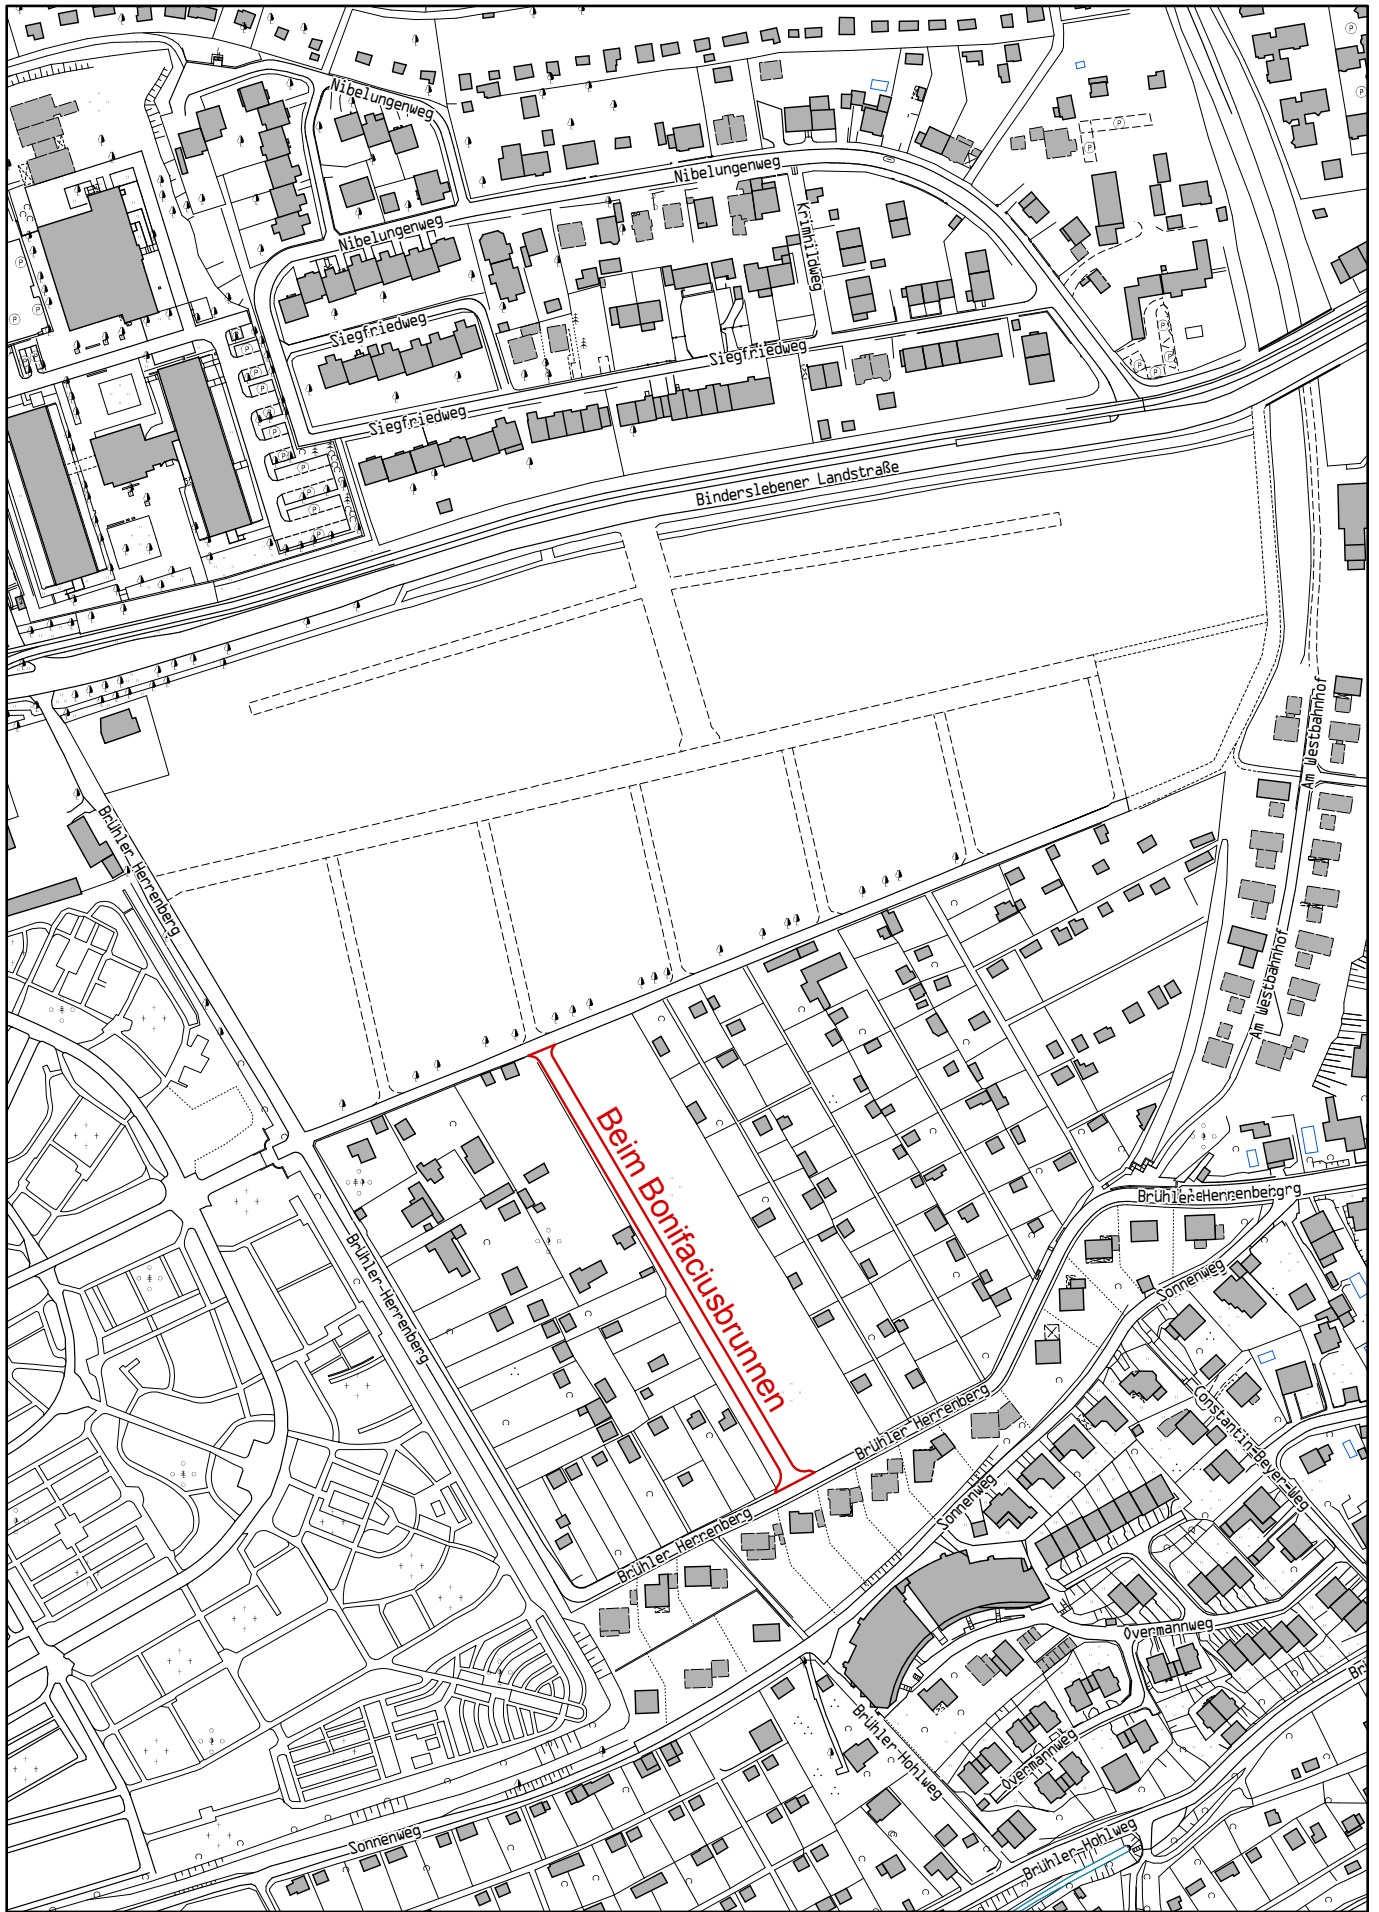 Nibelungenweg
Nibelungenweg
Nibelungenweg
Krimhildweg
Siegfriedweg
Siegfriedweg
Siegfriedweg
Binderslebener Landstraße
Am Westbahnhof
Brühler Herrenberg
Am Westbahnhof
Beim Bonifaciusbrunnen
Brühler Herrenberg
Brühler Herrenberg
Sonnenweg
Constantin-Beyer-Weg
Brühler Herrenberg
Sonnenweg
Brühler Herrenberg
Overmannweg
Brühler Hohlweg
Overmannweg
Sonnenweg
Brühler Hohlweg